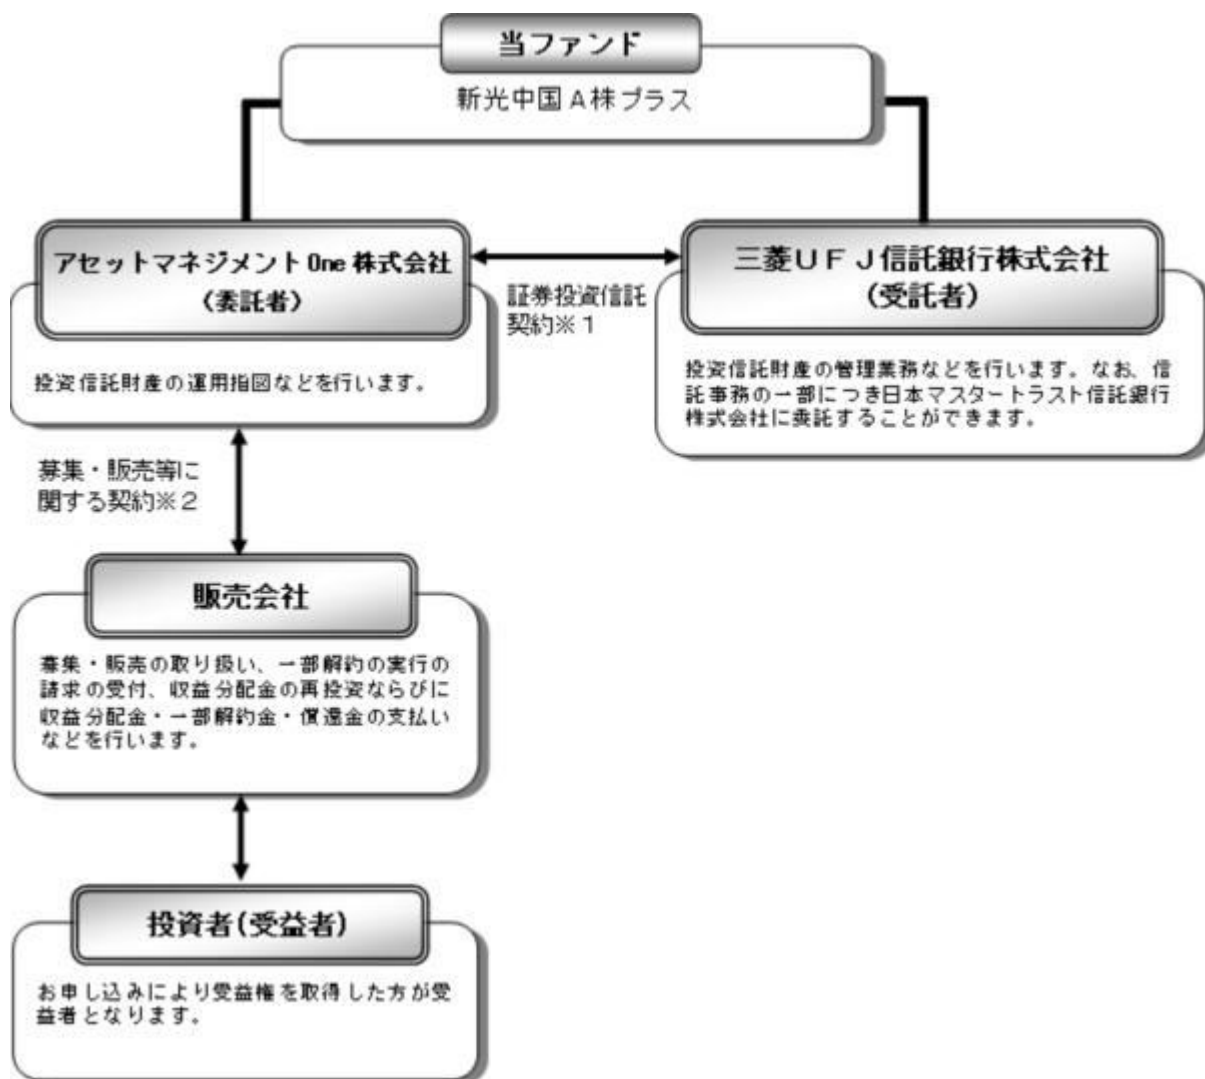 当ファンド
新光中国A株プラス
アセットマネジメントOne株式会社
(委託者)
投資信託財産の運用指図などを行います。
証券投資信託
契約※1
三菱UFJ信託銀行株式会社
(受託者)
投資信託財産の管理業務などを行います。なお、信
託事務の一部につき日本マスタートラスト信託銀行
株式会社に委託することができます。
募集・販売等に
関する契約※2
販売会社
募集・販売の取り扱い、一部解約の実行の
請求の受付、収益分配金の再投資ならびに
収益分配金・一部解約金・償還金の支払い
などを行います。
投資者(受益者)
お申し込みにより受益権を取得した方が受
益者となります。